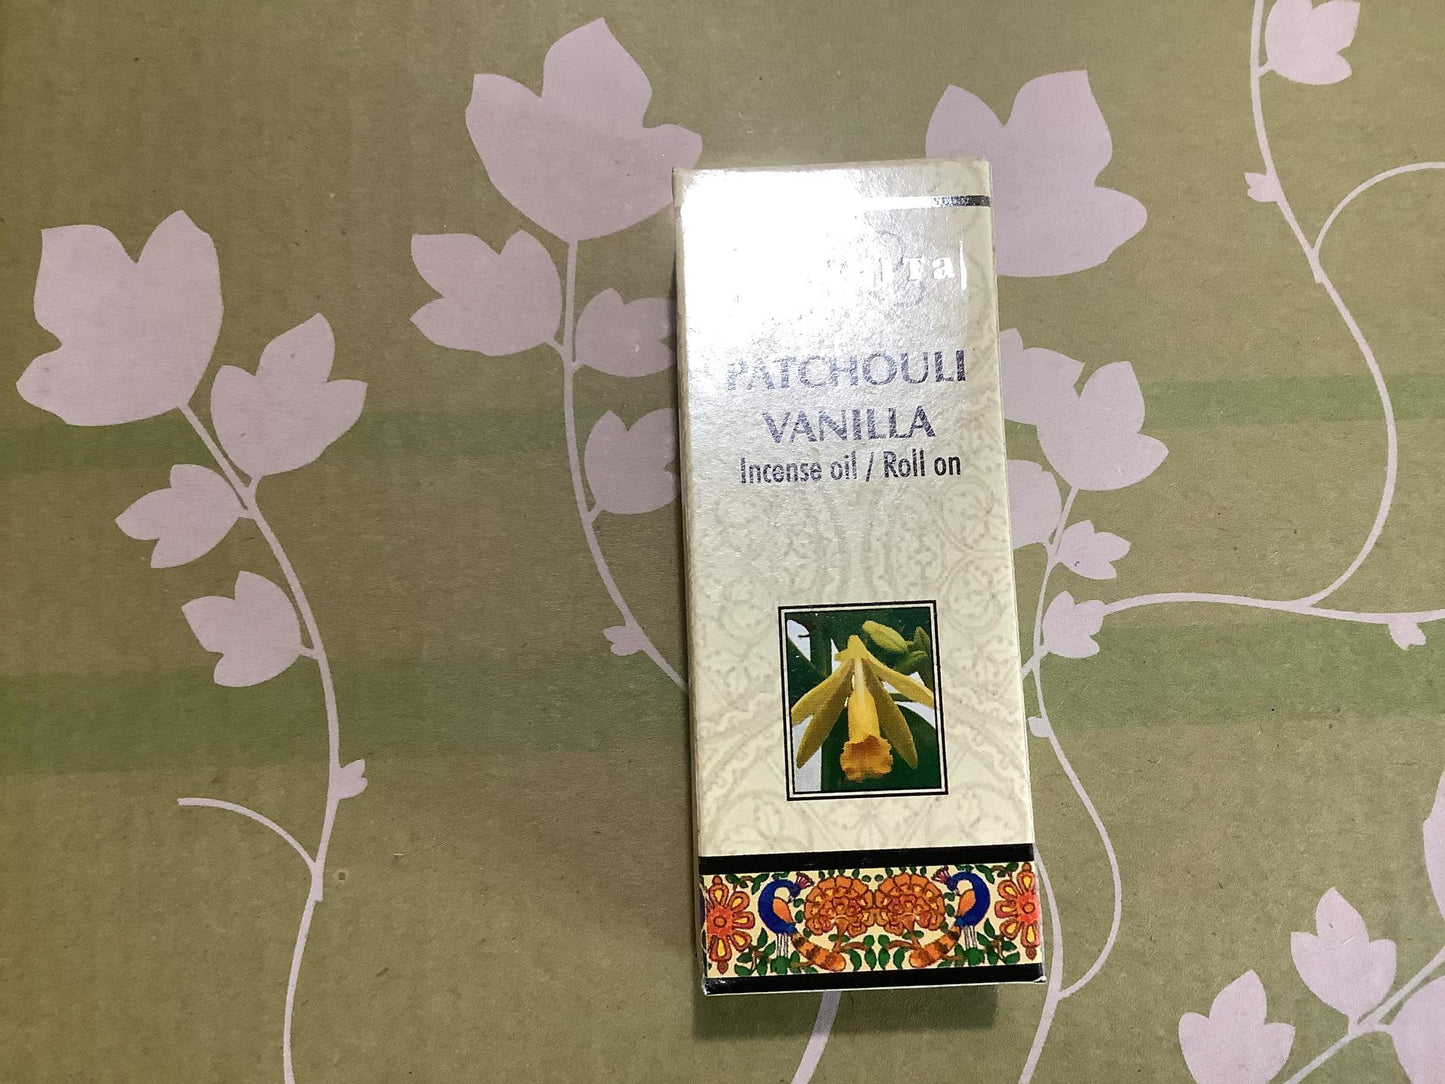 PATCHOULI
VANILLA
Incense oil / Roll on